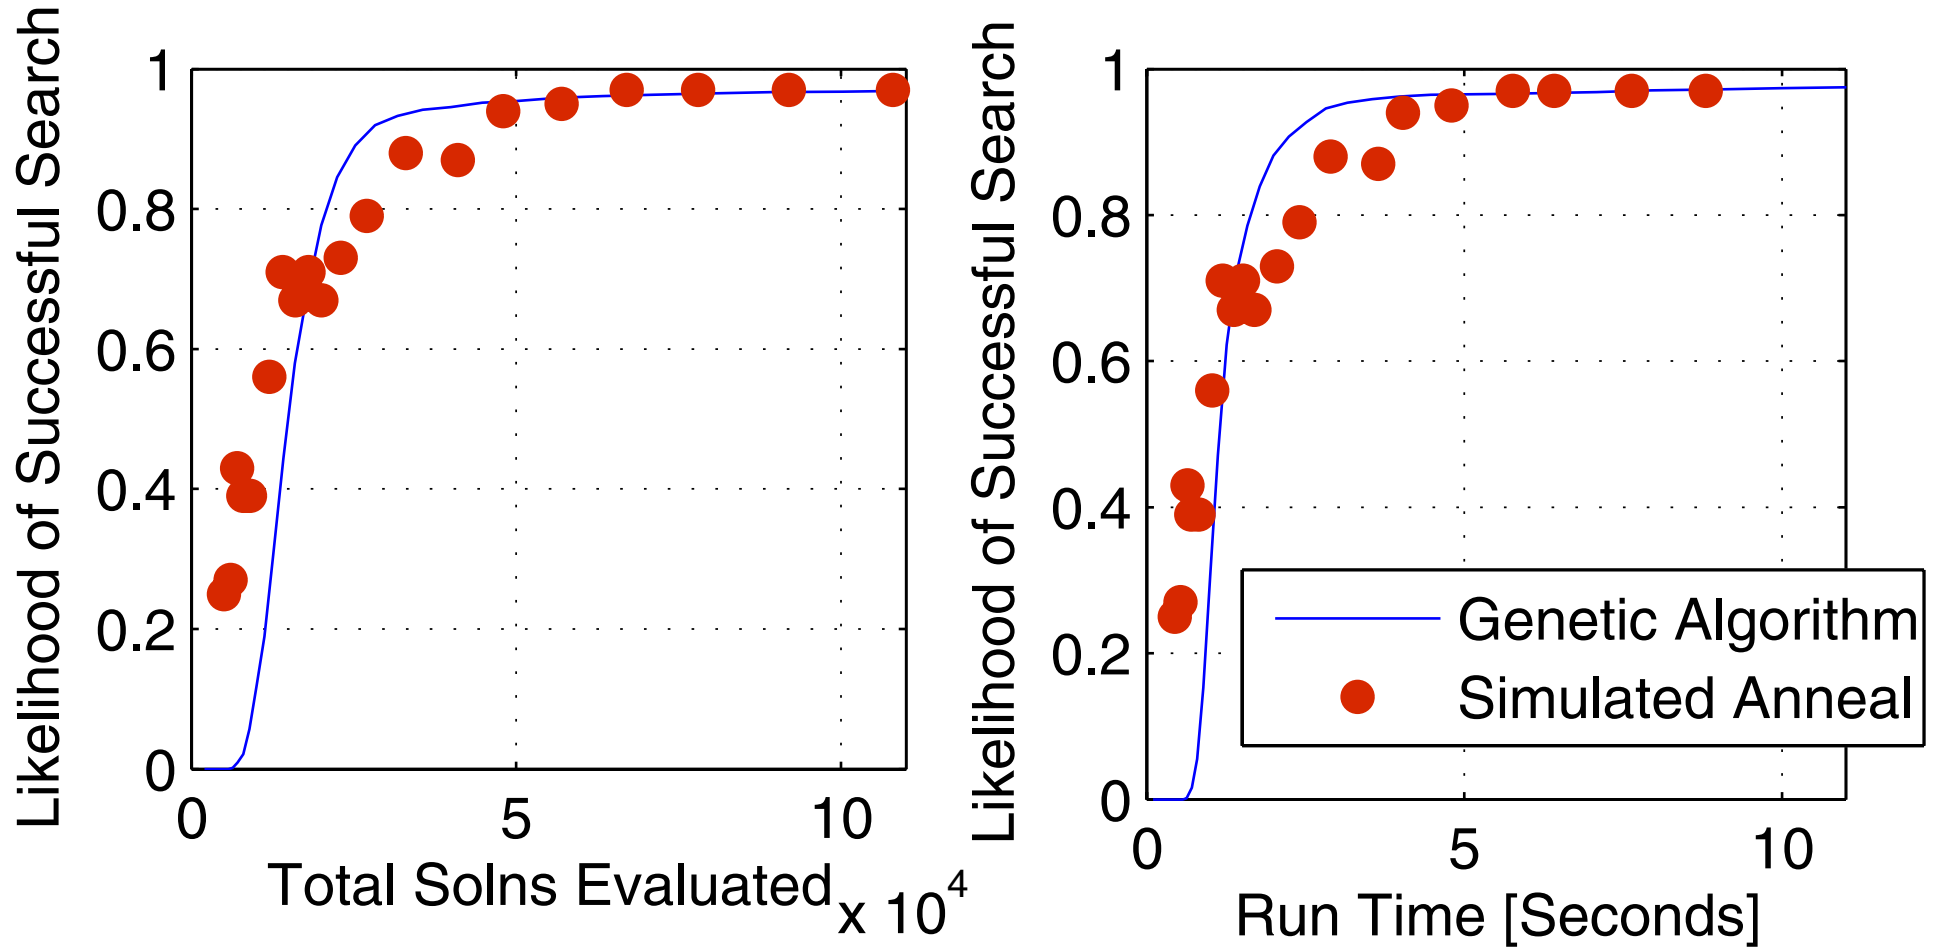 Likelihood of Successful Search
1
0.8
0.6
0.4
0.2
0
0 5 10
Total Solns Evaluated
x 10^4
Likelihood of Successful Search
1
0.8
0.6
0.4
0.2
0
0 5 10
Run Time [Seconds]
Genetic Algorithm
Simulated Anneal